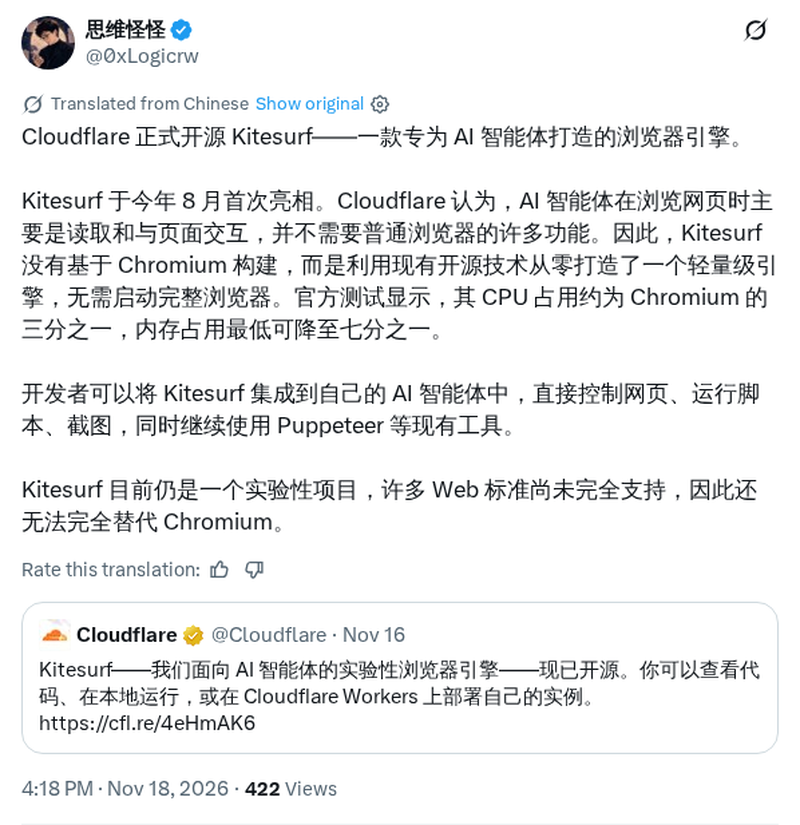 思维怪怪
@0xLogicrw
Translated from Chinese Show original
Cloudflare 正式开源 Kitesurf——一款专为 AI 智能体打造的浏览器引擎。
Kitesurf 于今年 8 月首次亮相。Cloudflare 认为，AI 智能体在浏览网页时主
要是读取和与页面交互，并不需要普通浏览器的许多功能。因此，Kitesurf
没有基于 Chromium 构建，而是利用现有开源技术从零打造了一个轻量级引
擎，无需启动完整浏览器。官方测试显示，其 CPU 占用约为 Chromium 的
三分之一，内存占用最低可降至七分之一。
开发者可以将 Kitesurf 集成到自己的 AI 智能体中，直接控制网页、运行脚
本、截图，同时继续使用 Puppeteer 等现有工具。
Kitesurf 目前仍是一个实验性项目，许多 Web 标准尚未完全支持，因此还
无法完全替代 Chromium。
Rate this translation:
Cloudflare @Cloudflare · Nov 16
Kitesurf——我们面向 AI 智能体的实验性浏览器引擎——现已开源。你可以查看代
码、在本地运行，或在 Cloudflare Workers 上部署自己的实例。
https://cfl.re/4eHmAK6
4:18 PM · Nov 18, 2026 · 422 Views